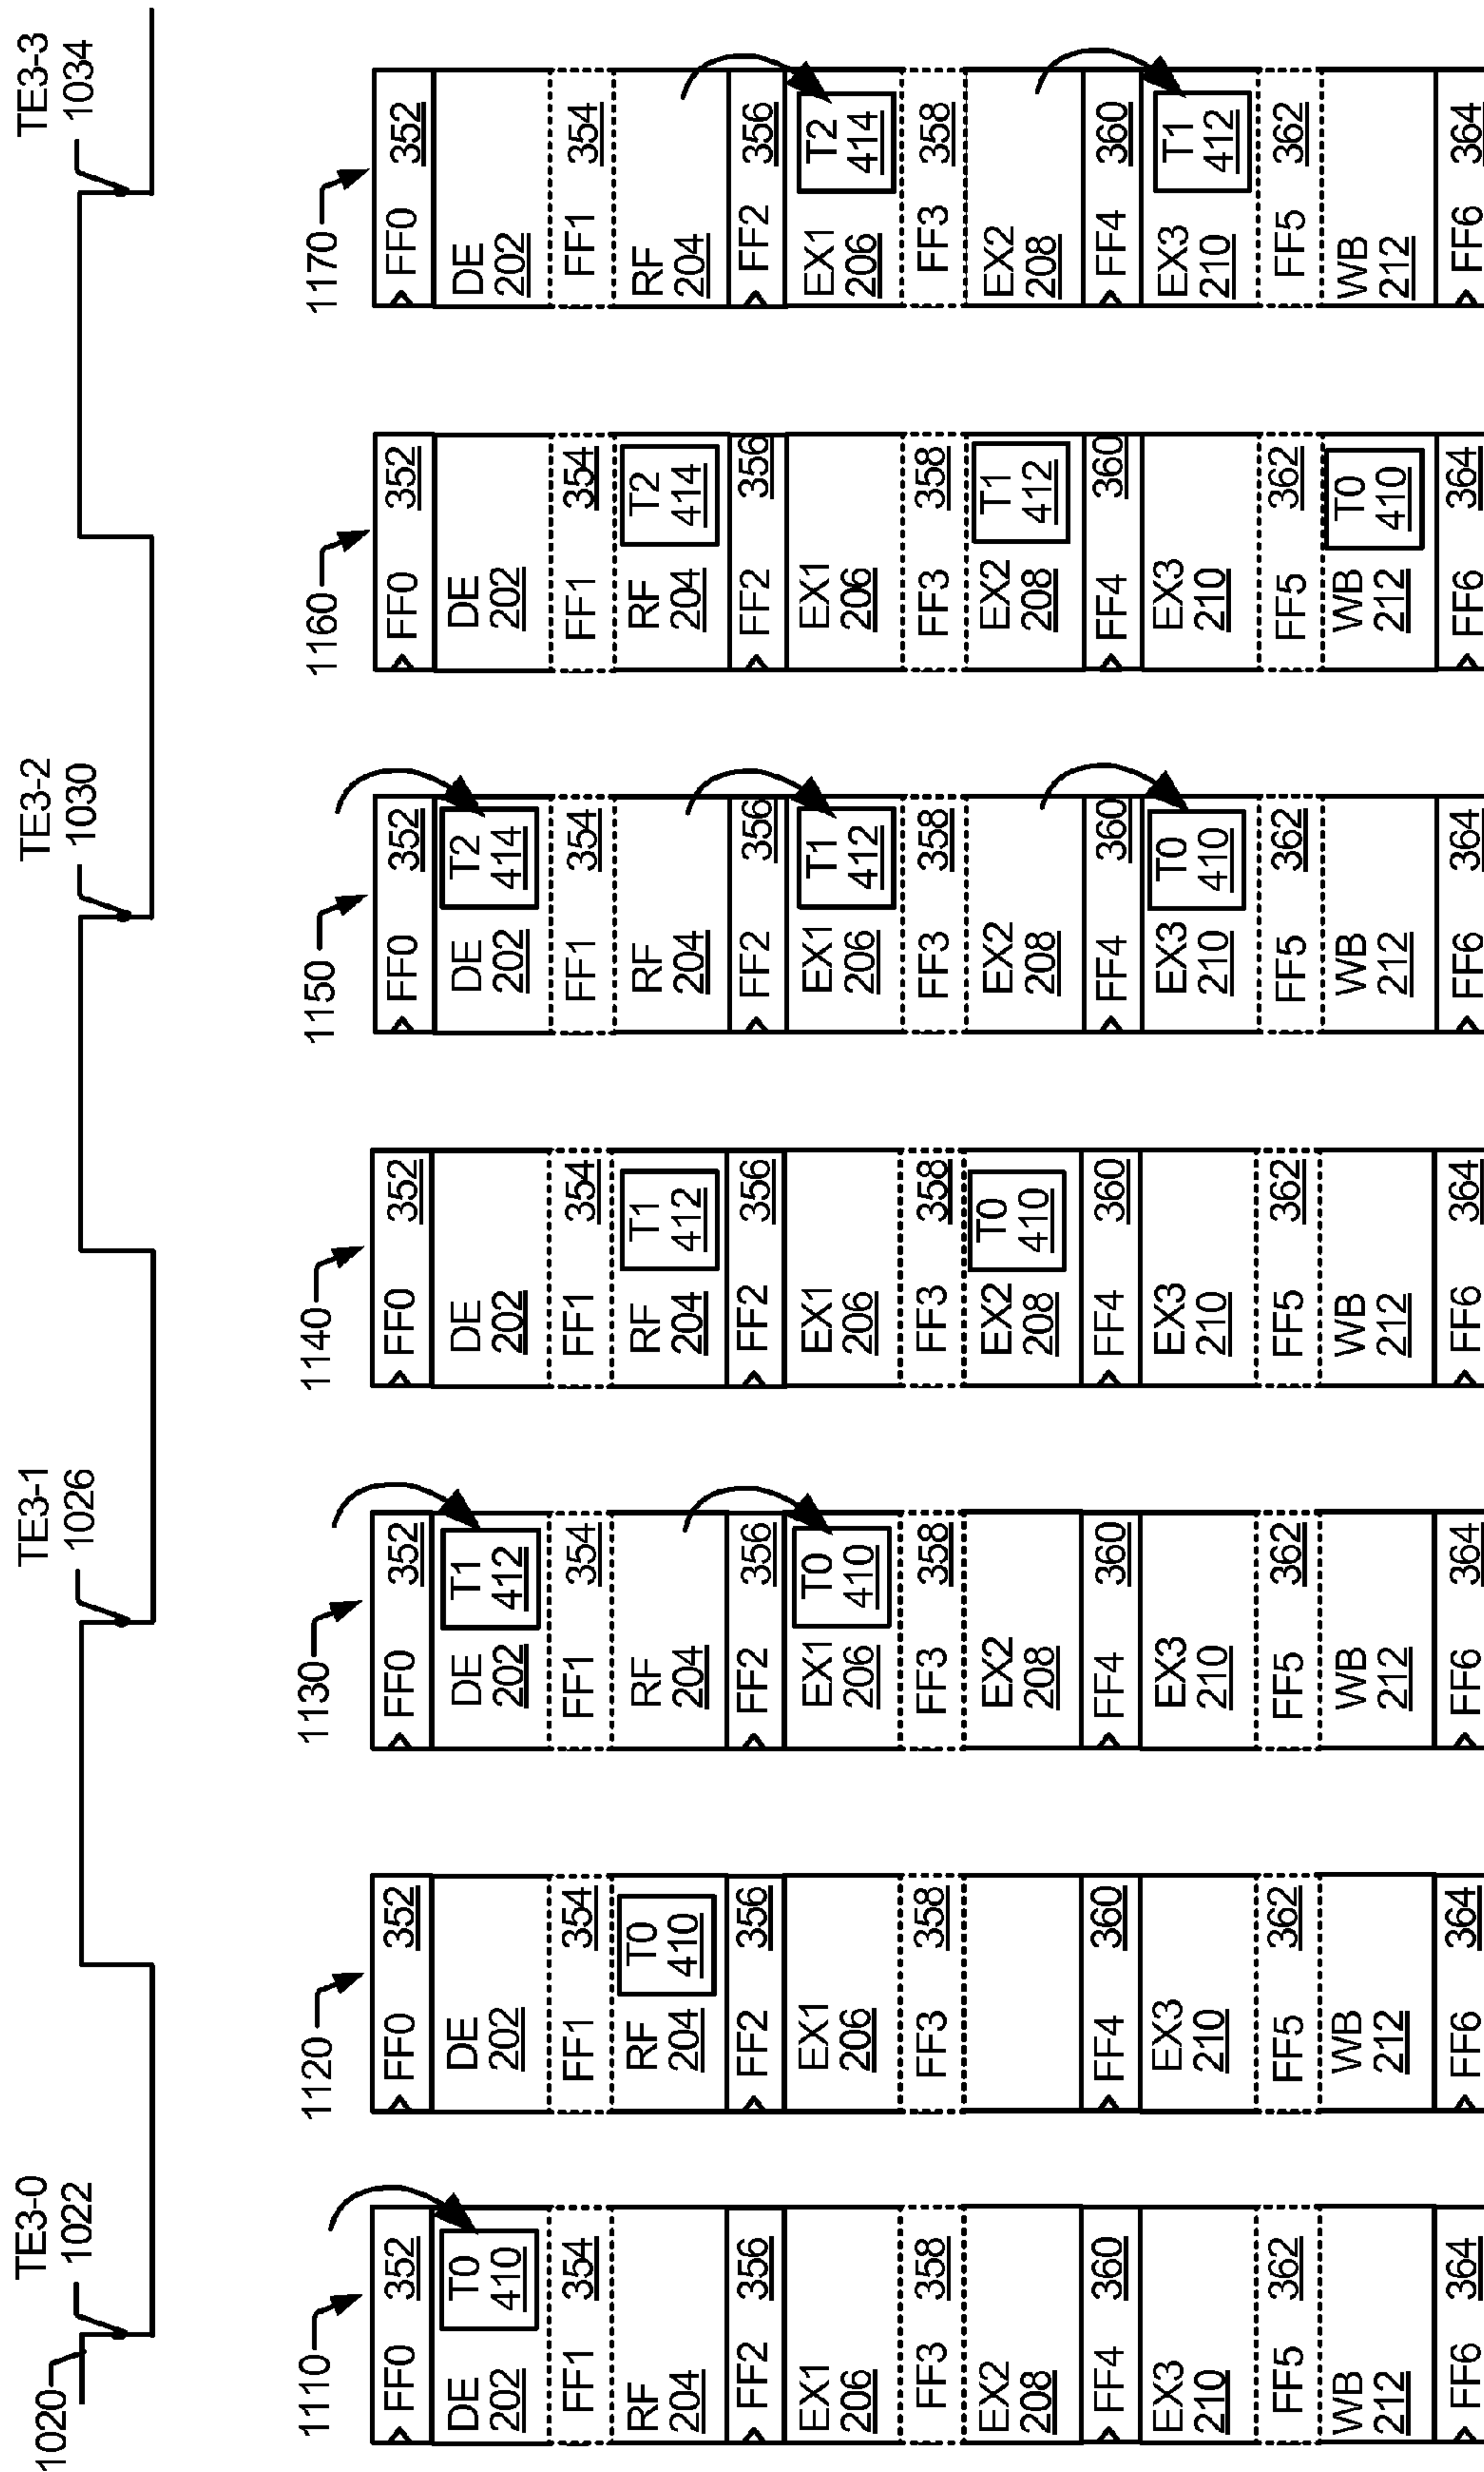 TE3-0
1022
TE3-1
1026
TE3-2
1030
TE3-3
1034
1020
1110
FF0 352
DE T0
202 410
FF1 354
RF
204
FF2 356
EX1
206
FF3 358
EX2
208
FF4 360
EX3
210
FF5 362
WB
212
FF6 364
1120
FF0 352
DE
202
FF1 354
RF T0
204 410
FF2 356
EX1
206
FF3 358
FF4 360
EX3
210
FF5 362
WB
212
FF6 364
1130
FF0 352
DE T1
202 412
FF1 354
RF
204
FF2 356
EX1 T0
206 410
FF3 358
EX2
208
FF4 360
EX3
210
FF5 362
WB
212
FF6 364
1140
FF0 352
DE
202
FF1 354
RF T1
204 412
FF2 356
EX1
206
FF3 358
EX2 T0
208 410
FF4 360
EX3
210
FF5 362
WB
212
FF6 364
1150
FF0 352
DE T2
202 414
FF1 354
RF
204
FF2 356
EX1 T1
206 412
FF3 358
EX2
208
FF4 360
EX3 T0
210 410
FF5 362
WB
212
FF6 364
1160
FF0 352
DE
202
FF1 354
RF T2
204 414
FF2 356
EX1
206
FF3 358
EX2 T1
208 412
FF4 360
EX3
210
FF5 362
WB T0
212 410
FF6 364
1170
FF0 352
DE
202
FF1 354
RF
204
FF2 356
EX1 T2
206 414
FF3 358
EX2
208
FF4 360
EX3 T1
210 412
FF5 362
WB
212
FF6 364